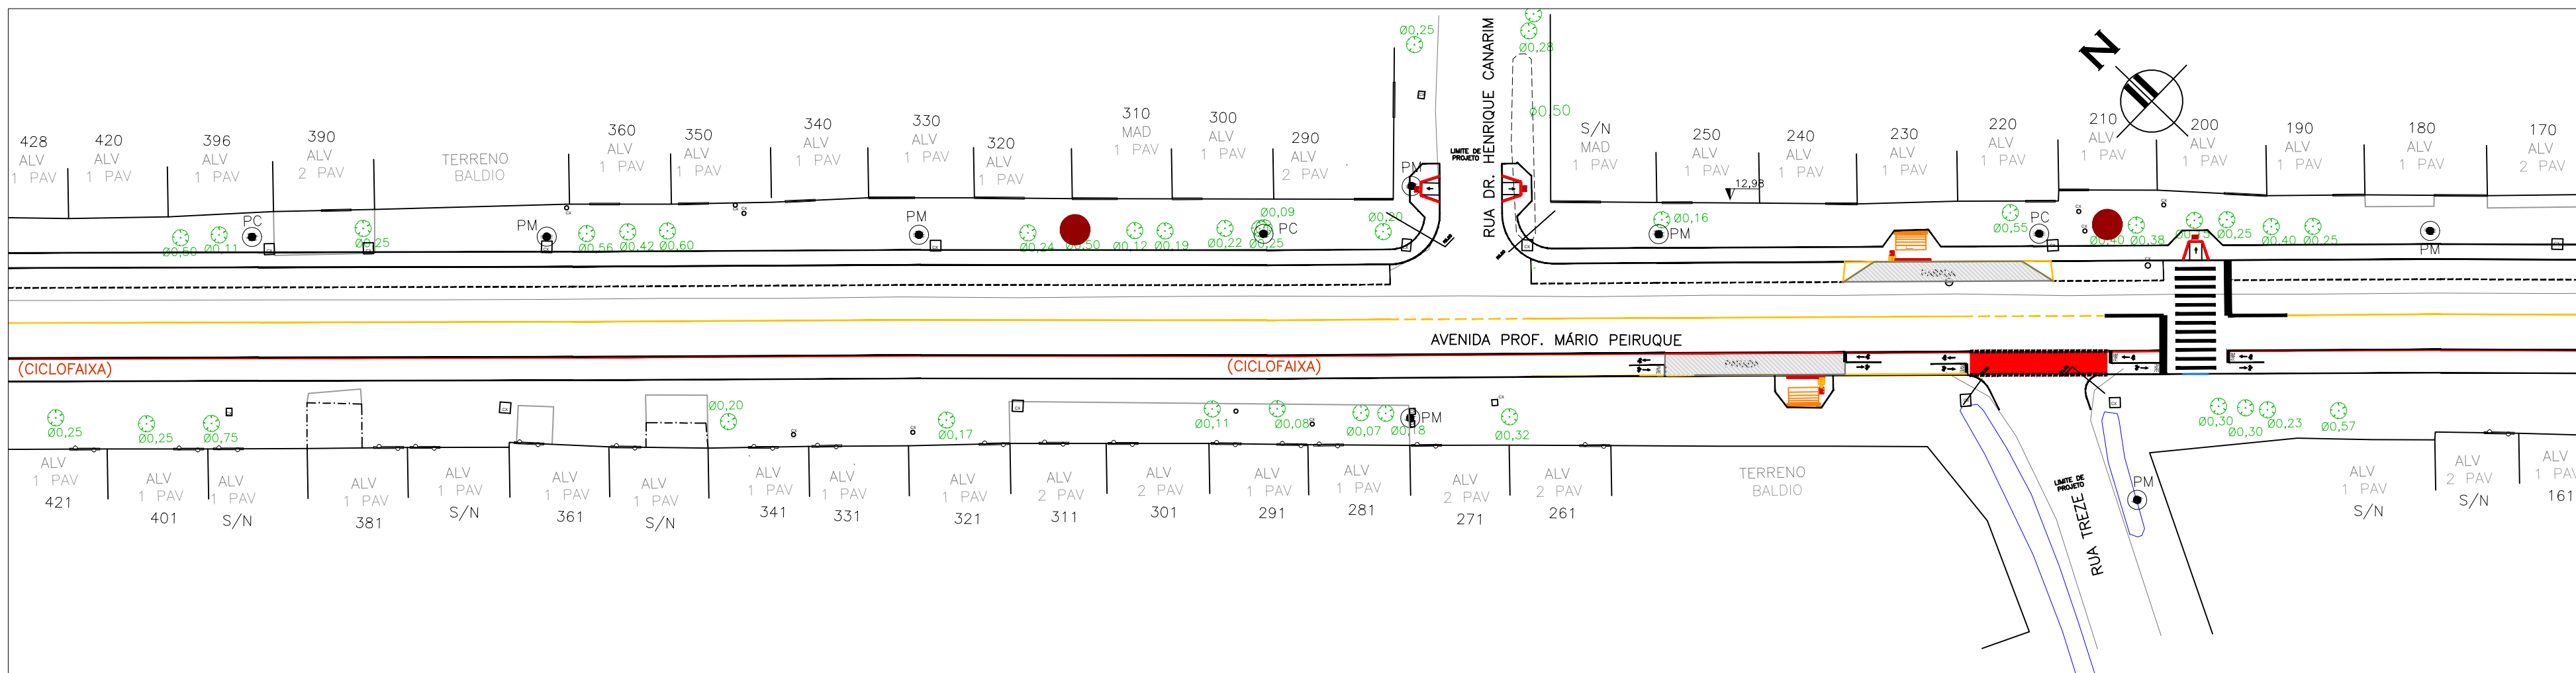 428
ALV
1 PAV
420
ALV
1 PAV
396
ALV
1 PAV
390
ALV
2 PAV
TERRENO
BALDIO
360
ALV
1 PAV
350
ALV
1 PAV
340
ALV
1 PAV
330
ALV
1 PAV
320
ALV
1 PAV
310
MAD
1 PAV
300
ALV
1 PAV
290
ALV
2 PAV
Ø0,25
LIMITE DE
PROJETO
RUA DR. HENRIQUE CANARIM
Ø0,28
Ø0,50
S/N
MAD
1 PAV
250
ALV
1 PAV
240
ALV
1 PAV
12,98
230
ALV
1 PAV
220
ALV
1 PAV
210
ALV
1 PAV
N
200
ALV
1 PAV
190
ALV
1 PAV
180
ALV
1 PAV
170
ALV
2 PAV
Ø0,50
Ø0,11
PC
Ø0,25
PM
Ø0,56
Ø0,42
Ø0,60
PM
Ø0,24
Ø0,12
Ø0,19
Ø0,22
Ø0,09
PC
Ø0,25
Ø0,20
PM
Ø0,16
PM
Ø0,55
PC
Ø0,40
Ø0,38
Ø0,25
Ø0,40
Ø0,25
PM
AVENIDA PROF. MÁRIO PEIRUQUE
(CICLOFAIXA)
(CICLOFAIXA)
Ø0,25
Ø0,25
Ø0,75
Ø0,20
Ø0,17
Ø0,11
Ø0,08
Ø0,07
Ø0,18
PM
Ø0,32
Ø0,30
Ø0,30
Ø0,23
Ø0,57
ALV
1 PAV
421
ALV
1 PAV
401
ALV
1 PAV
S/N
ALV
1 PAV
381
ALV
1 PAV
S/N
ALV
1 PAV
361
ALV
1 PAV
S/N
ALV
1 PAV
341
ALV
1 PAV
331
ALV
1 PAV
321
ALV
2 PAV
311
ALV
2 PAV
301
ALV
1 PAV
291
ALV
1 PAV
281
ALV
2 PAV
271
ALV
2 PAV
261
TERRENO
BALDIO
LIMITE DE
PROJETO
RUA TREZE
PM
ALV
1 PAV
S/N
ALV
2 PAV
S/N
ALV
1 PAV
161